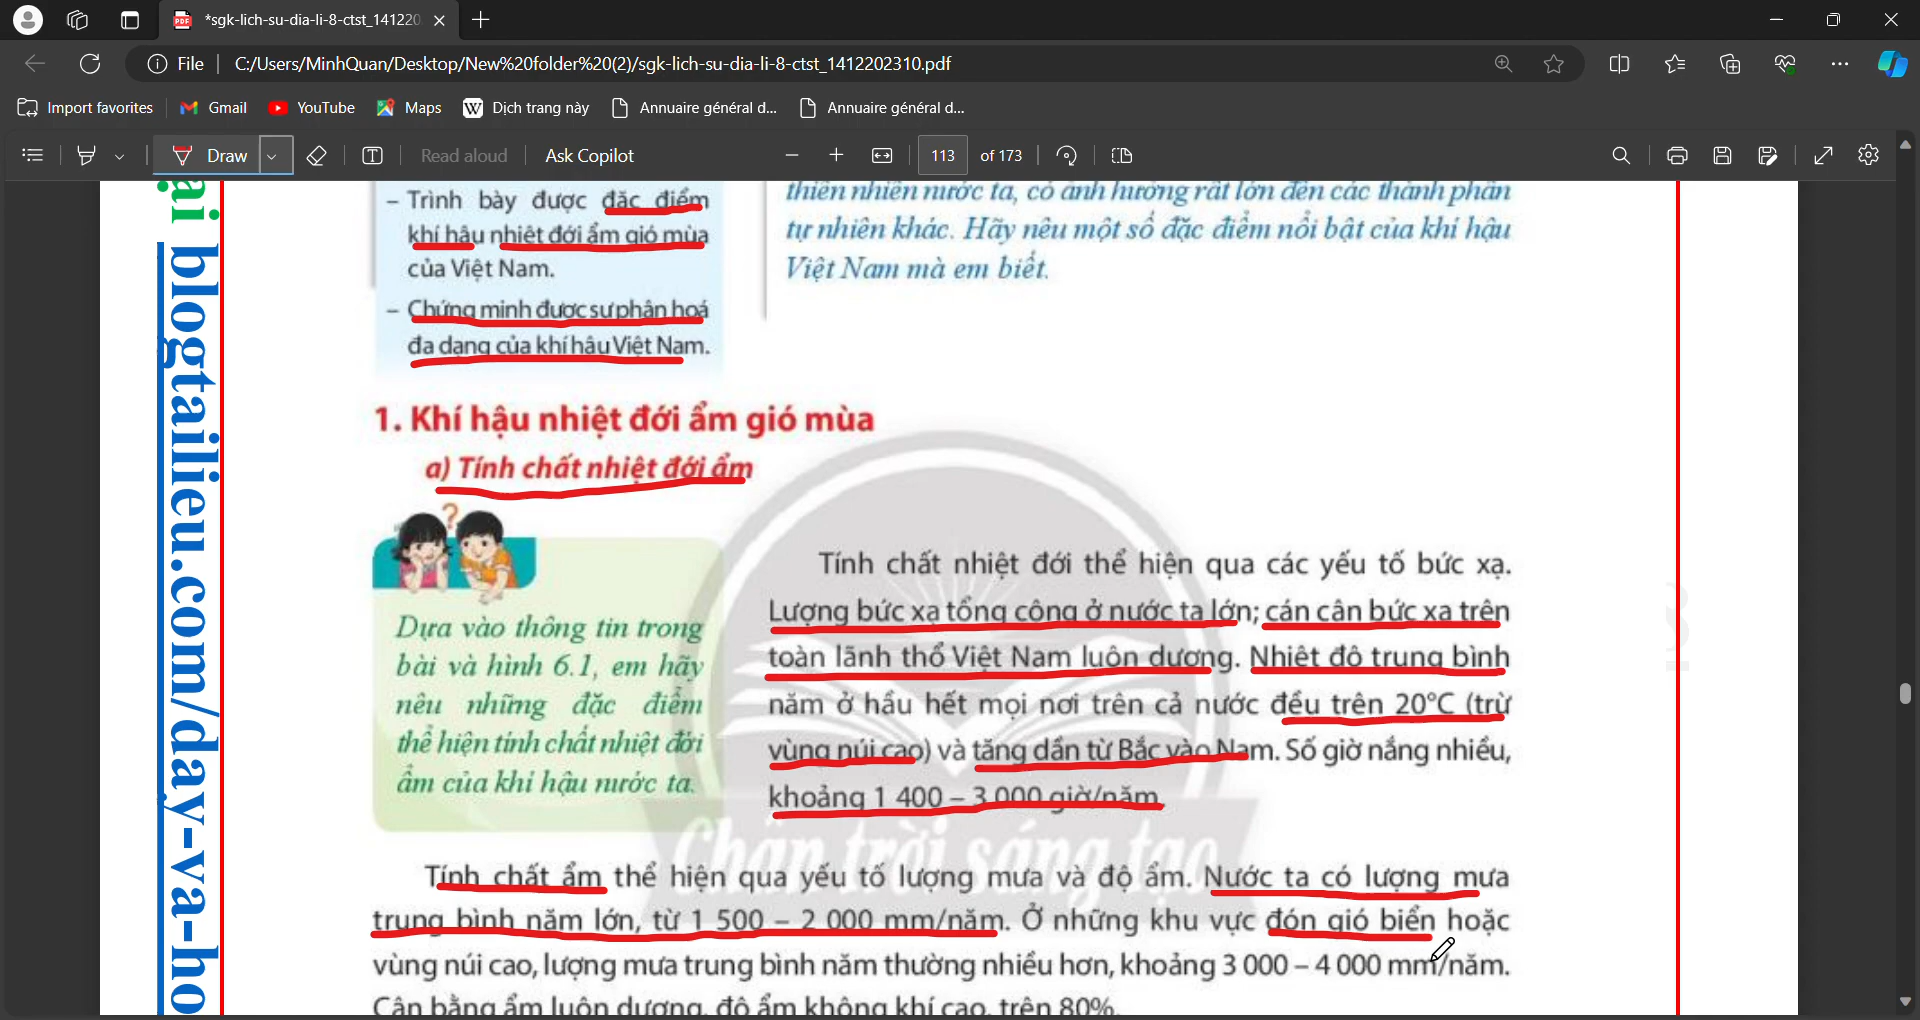 *sgk-lich-su-dia-li-8-ctst_141220
File
C:/Users/MinhQuan/Desktop/New%20folder%20(2)/sgk-lich-su-dia-li-8-ctst_1412202310.pdf
Import favorites
Gmail
YouTube
Maps
Dịch trang này
Annuaire général d...
Annuaire général d...
Draw
Read aloud
Ask Copilot
113
of 173
ại blogtailieu.com/day-va-ho
– Trình bày được đặc điểm
khí hậu nhiệt đới ẩm gió mùa
của Việt Nam.
– Chứng minh được sự phân hoá
đa dạng của khí hậu Việt Nam.
thiên nhiên nước ta, có ảnh hưởng rất lớn đến các thành phần
tự nhiên khác. Hãy nêu một số đặc điểm nổi bật của khí hậu
Việt Nam mà em biết.
1. Khí hậu nhiệt đới ẩm gió mùa
a) Tính chất nhiệt đới ẩm
?
Dựa vào thông tin trong
bài và hình 6.1, em hãy
nêu những đặc điểm
thể hiện tính chất nhiệt đới
ẩm của khí hậu nước ta.
Tính chất nhiệt đới thể hiện qua các yếu tố bức xạ.
Lượng bức xạ tổng cộng ở nước ta lớn; cán cân bức xạ trên
toàn lãnh thổ Việt Nam luôn dương. Nhiệt độ trung bình
năm ở hầu hết mọi nơi trên cả nước đều trên 20°C (trừ
vùng núi cao) và tăng dần từ Bắc vào Nam. Số giờ nắng nhiều,
khoảng 1 400 – 3 000 giờ/năm.
Chân trời sáng tạo
Tính chất ẩm thể hiện qua yếu tố lượng mưa và độ ẩm. Nước ta có lượng mưa
trung bình năm lớn, từ 1 500 – 2 000 mm/năm. Ở những khu vực đón gió biển hoặc
vùng núi cao, lượng mưa trung bình năm thường nhiều hơn, khoảng 3 000 – 4 000 mm/năm.
Cân bằng ẩm luôn dương, độ ẩm không khí cao, trên 80%.